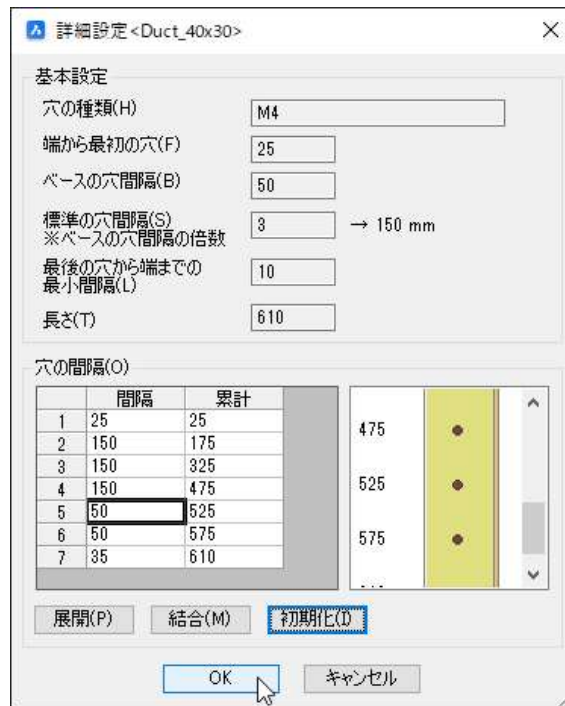 詳細設定<Duct_40x30>
基本設定
穴の種類(H) M4
端から最初の穴(F) 25
ベースの穴間隔(B) 50
標準の穴間隔(S) 3 → 150 mm
※ベースの穴間隔の倍数
最後の穴から端までの
最小間隔(L) 10
長さ(T) 610
穴の間隔(O)
間隔 累計
1 25 25
2 150 175
3 150 325
4 150 475
5 50 525
6 50 575
7 35 610
475
525
575
展開(P) 結合(M) 初期化(I)
OK キャンセル